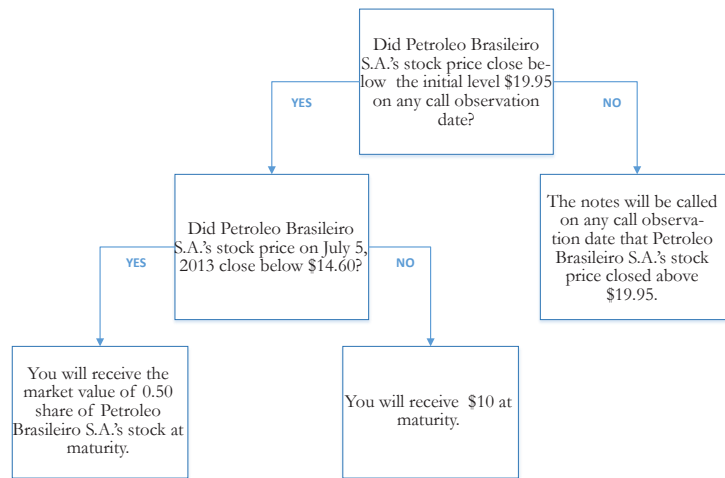 Did Petroleo Brasileiro
S.A.'s stock price close be-
low the initial level $19.95
on any call observation
date?
YES
NO
Did Petroleo Brasileiro
S.A.'s stock price on July 5,
2013 close below $14.60?
The notes will be called
on any call observa-
tion date that Petroleo
Brasileiro S.A.'s stock
price closed above
$19.95.
YES
NO
You will receive the
market value of 0.50
share of Petroleo
Brasileiro S.A.'s stock at
maturity.
You will receive $10 at
maturity.